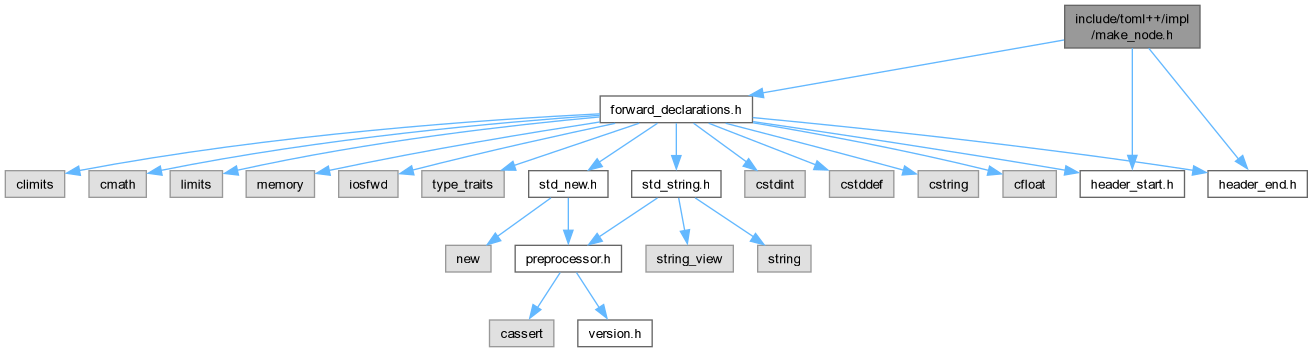 include/toml++/impl
/make_node.h
forward_declarations.h
climits
cmath
limits
memory
iosfwd
type_traits
std_new.h
std_string.h
cstdint
cstddef
cstring
cfloat
header_start.h
header_end.h
new
preprocessor.h
string_view
string
cassert
version.h